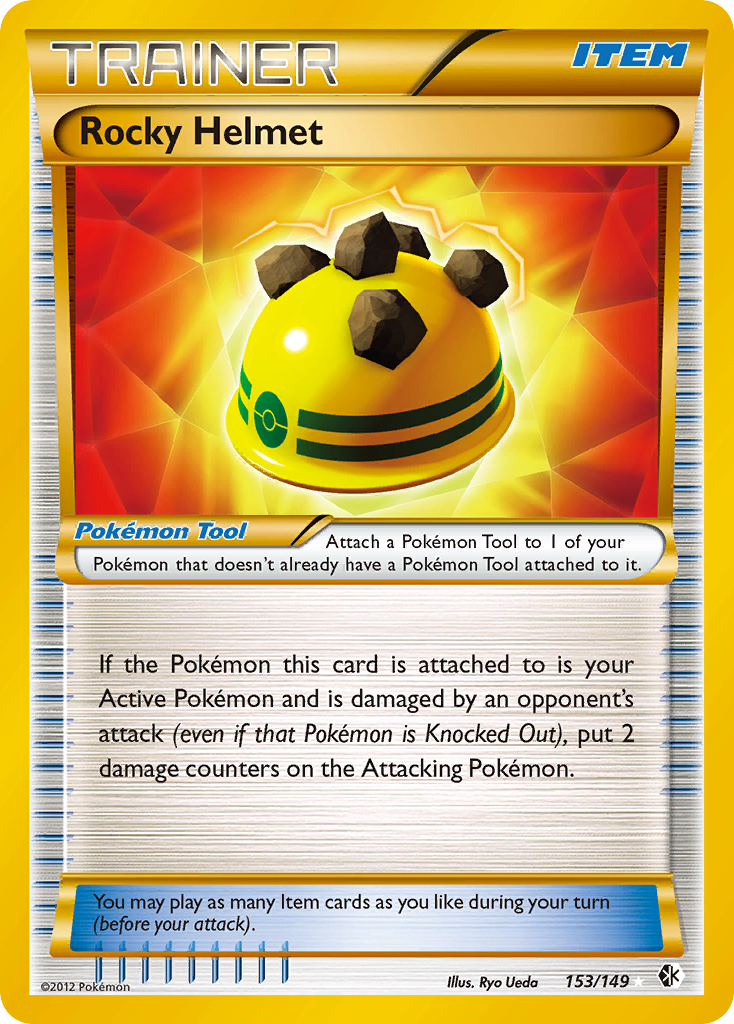 TRAINER
ITEM
Rocky Helmet
Pokémon Tool
Attach a Pokémon Tool to 1 of your
Pokémon that doesn't already have a Pokémon Tool attached to it.
If the Pokémon this card is attached to is your
Active Pokémon and is damaged by an opponent's
attack (even if that Pokémon is Knocked Out), put 2
damage counters on the Attacking Pokémon.
You may play as many Item cards as you like during your turn
(before your attack).
©2012 Pokémon
Illus. Ryo Ueda
153/149